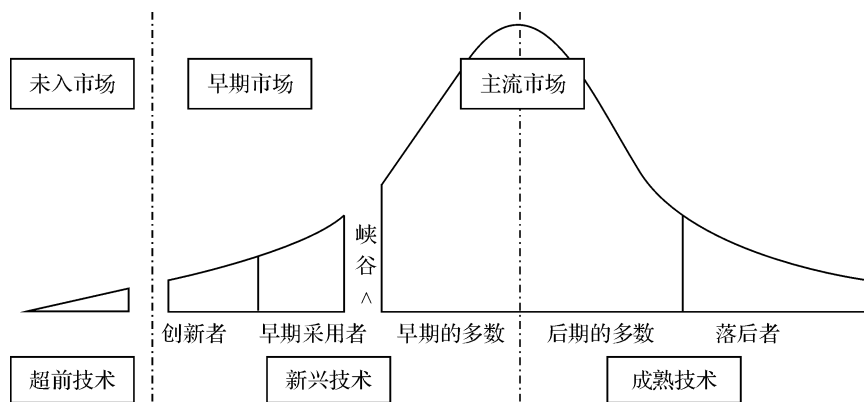 未入市场
早期市场
主流市场
峡
谷
^
创新者
早期采用者
早期的多数
后期的多数
落后者
超前技术
新兴技术
成熟技术